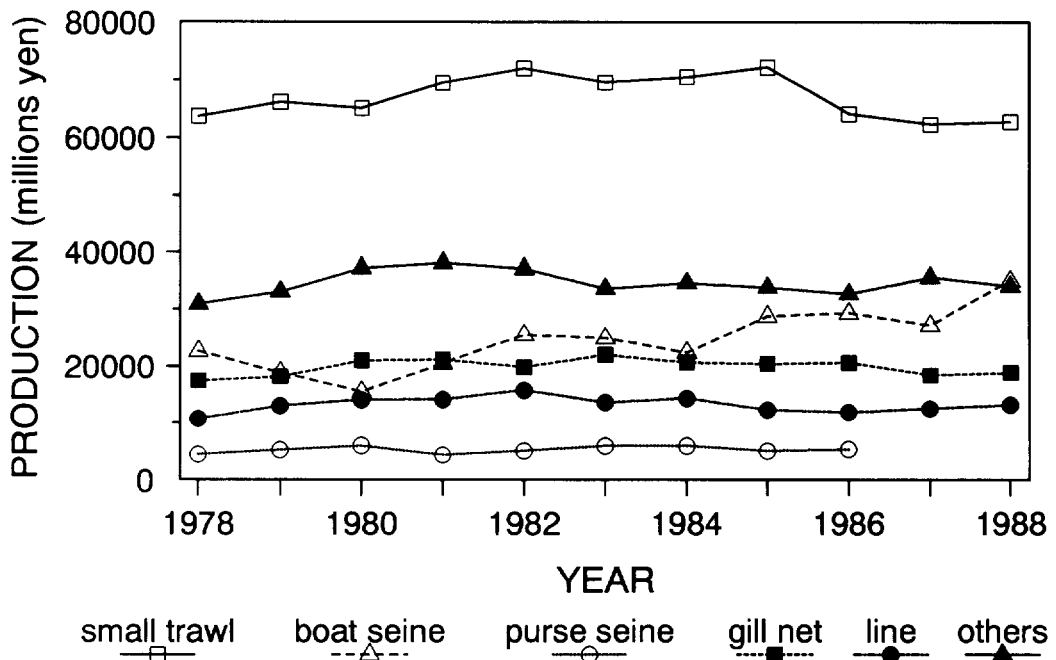 PRODUCTION (millions yen)
80000
60000
40000
20000
0
1978 1980 1982 1984 1986 1988
YEAR
small trawl boat seine purse seine gill net line others